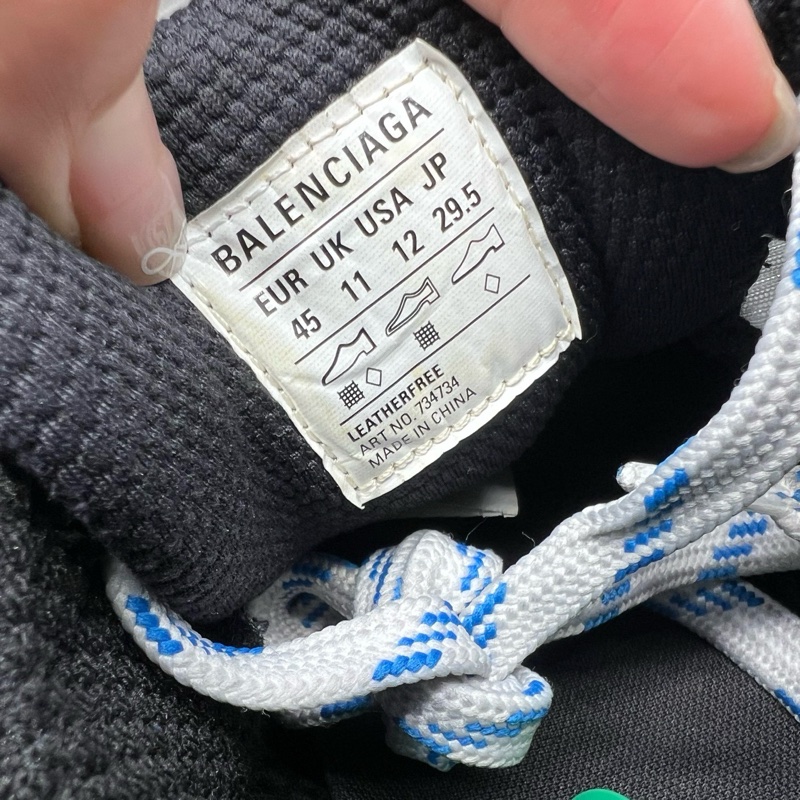 BALENCIAGA
EUR UK USA JP
45 11 12 29.5
LEATHERFREE
ART NO. 734734
MADE IN CHINA